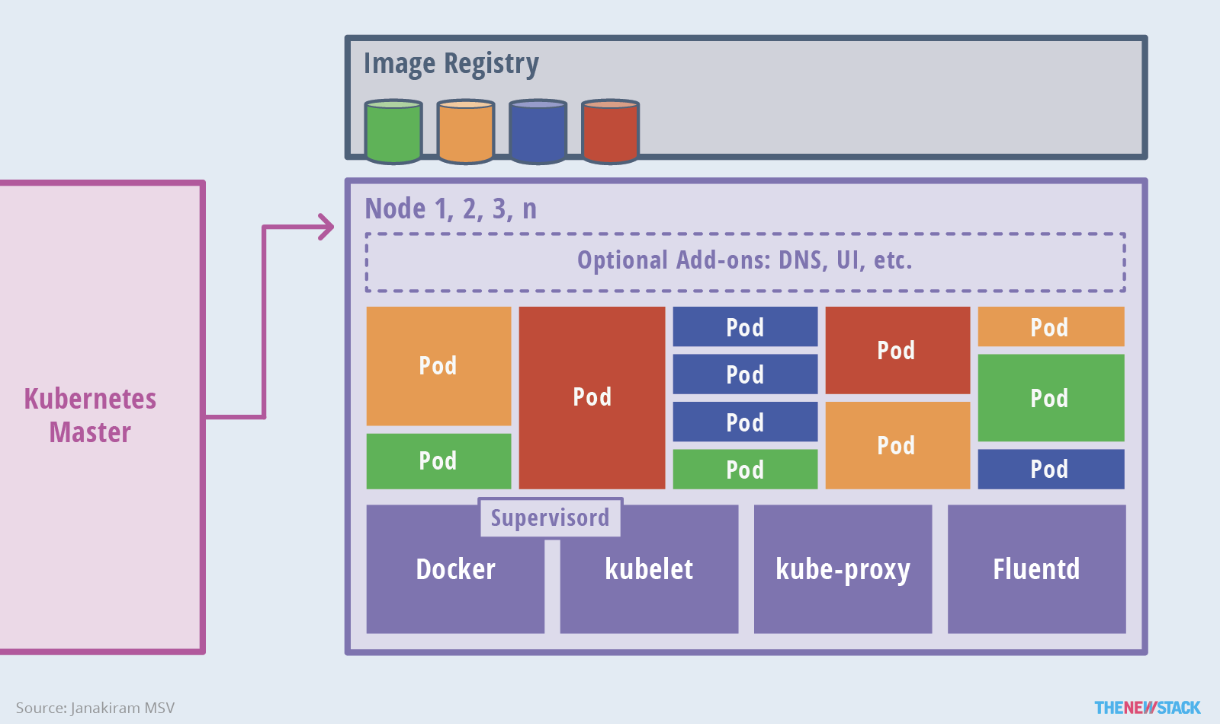 Image Registry
Node 1, 2, 3, n
Optional Add-ons: DNS, UI, etc.
Kubernetes
Master
Pod
Pod
Pod
Pod
Pod
Pod
Pod
Pod
Pod
Pod
Pod
Pod
Supervisord
Docker
kubelet
kube-proxy
Fluentd
Source: Janakiram MSV
THENEWSTACK